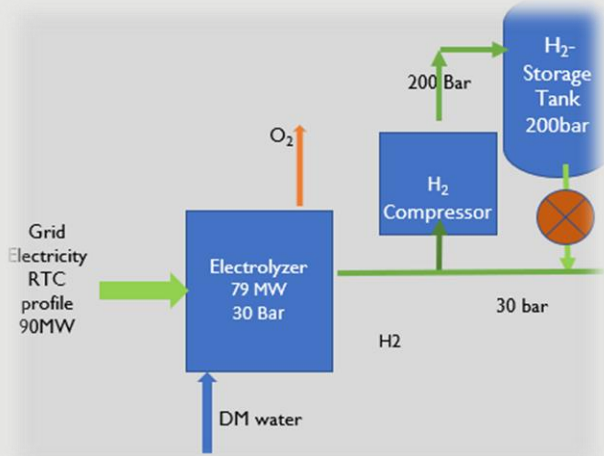 H2-
Storage
Tank
200bar
200 Bar
O2
H2
Compressor
Grid
Electricity
RTC
profile
90MW
Electrolyzer
79 MW
30 Bar
30 bar
H2
DM water